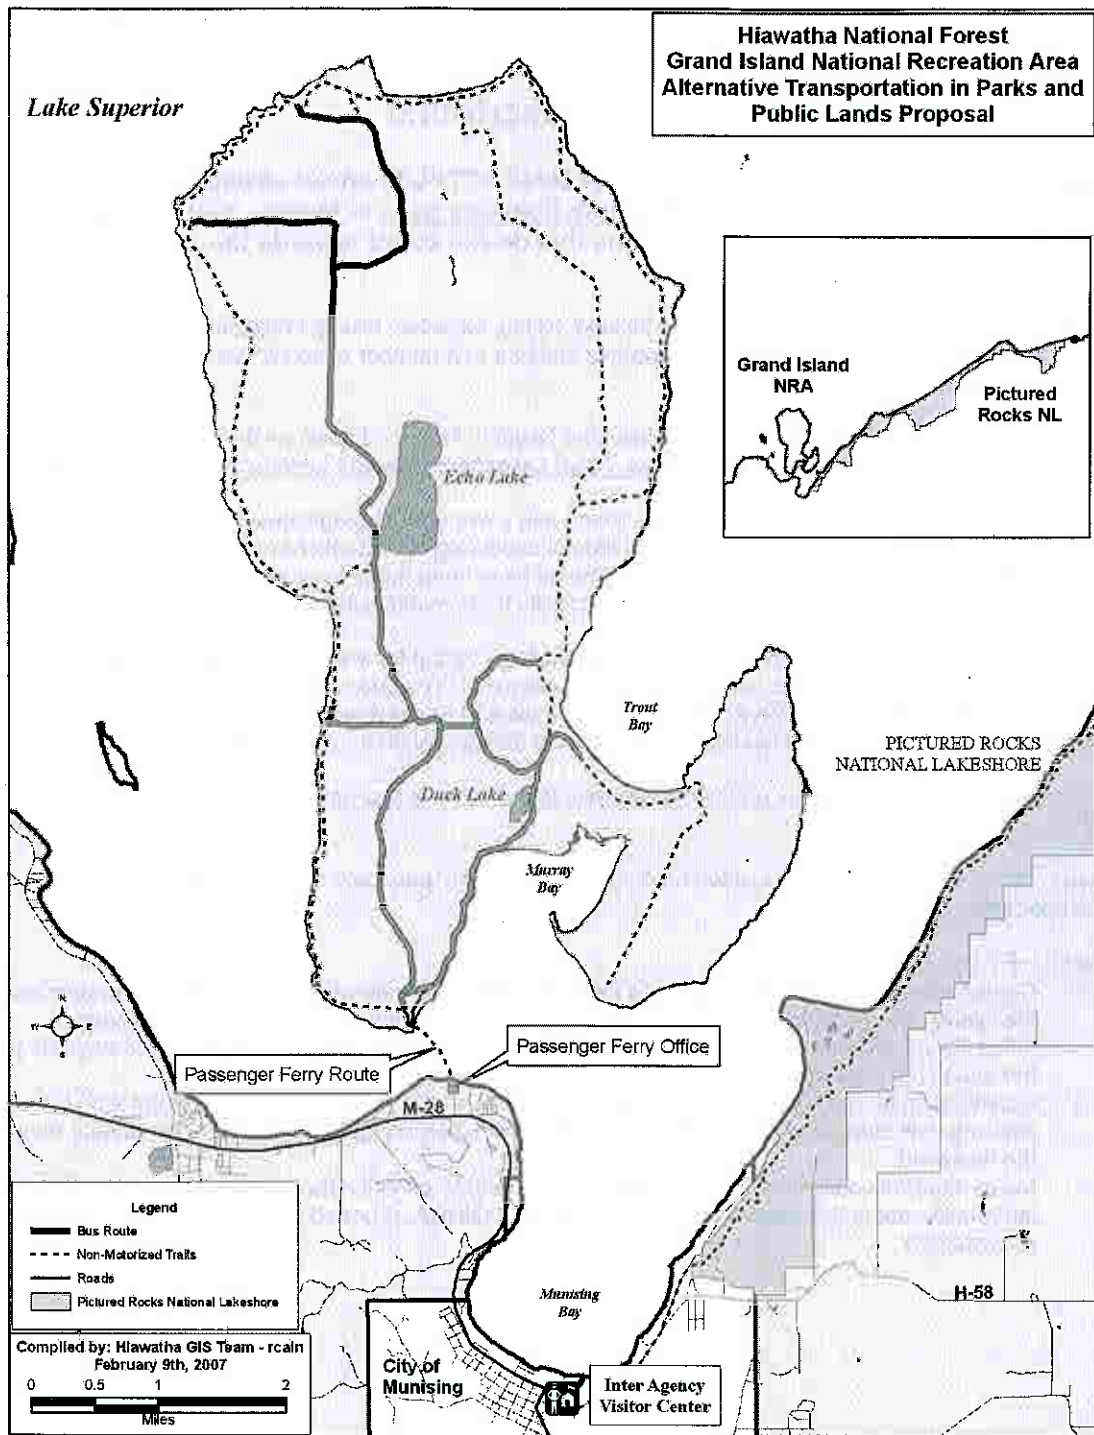 Hiawatha National Forest
Grand Island National Recreation Area
Alternative Transportation in Parks and
Public Lands Proposal
Lake Superior
Grand Island
NRA
Pictured
Rocks NL
Echo Lake
Trout
Bay
PICTURED ROCKS
NATIONAL LAKESHORE
Duck Lake
Murray
Bay
N
W
E
S
Passenger Ferry Office
Passenger Ferry Route
M-28
Legend
Bus Route
Non-Motorized Trails
Roads
Pictured Rocks National Lakeshore
Munising
Bay
H-58
Compiled by: Hiawatha GIS Team - rcain
February 9th, 2007
0 0.5 1 2
Miles
City of
Munising
Inter Agency
Visitor Center